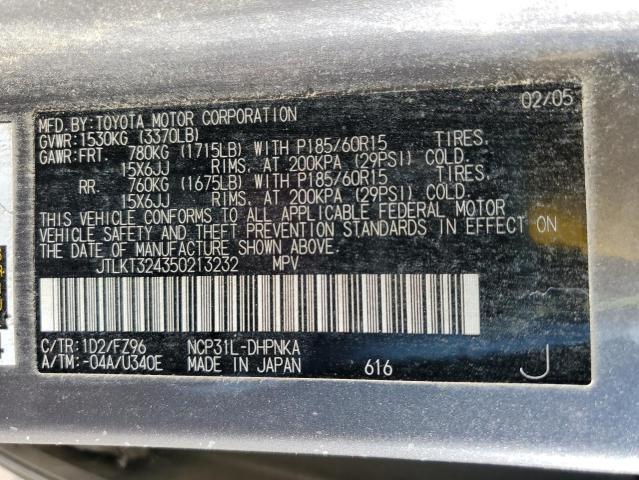 MFD. BY: TOYOTA MOTOR CORPORATION 02/05
GVWR: 1530KG (3370LB)
GAWR: FRT. 780KG (1715LB) WITH P185/60R15 TIRES.
15X6JJ RIMS. AT 200KPA (29PSI) COLD.
RR. 760KG (1675LB) WITH P185/60R15 TIRES.
15X6JJ RIMS. AT 200KPA (29PSI) COLD.
THIS VEHICLE CONFORMS TO ALL APPLICABLE FEDERAL MOTOR
VEHICLE SAFETY AND THEFT PREVENTION STANDARDS IN EFFECT ON
THE DATE OF MANUFACTURE SHOWN ABOVE.
JTLKT324350213232 MPV
C/TR: 1D2/FZ96 NCP31L-DHPNKA
A/TM: -04A/U340E MADE IN JAPAN 616 J